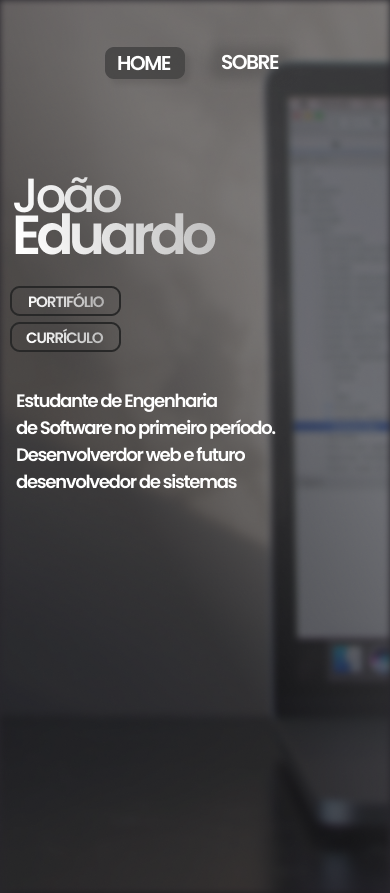 HOME SOBRE
João
Eduardo
PORTIFÓLIO
CURRÍCULO
Estudante de Engenharia
de Software no primeiro período.
Desenvolverdor web e futuro
desenvolvedor de sistemas